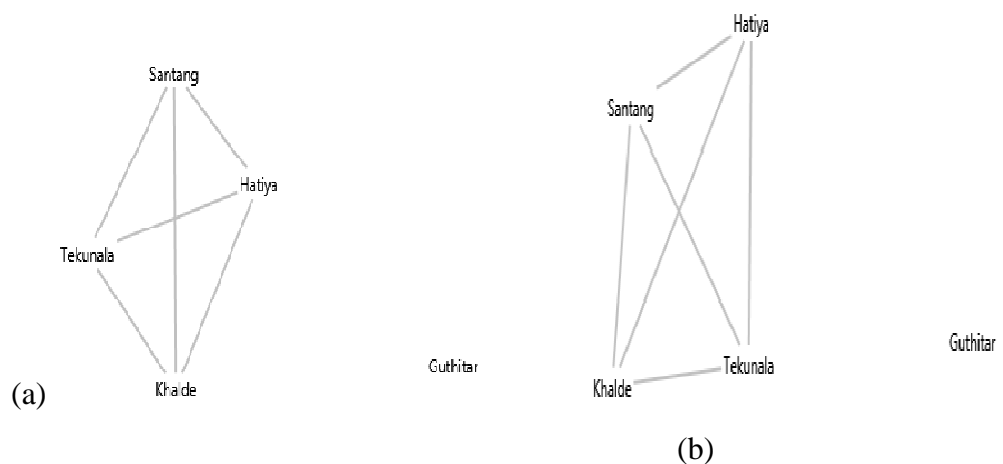 Santang
Hatiya
Tekunala
Khalde
Guthitar
(a)
Hatiya
Santang
Khalde
Tekunala
Guthitar
(b)